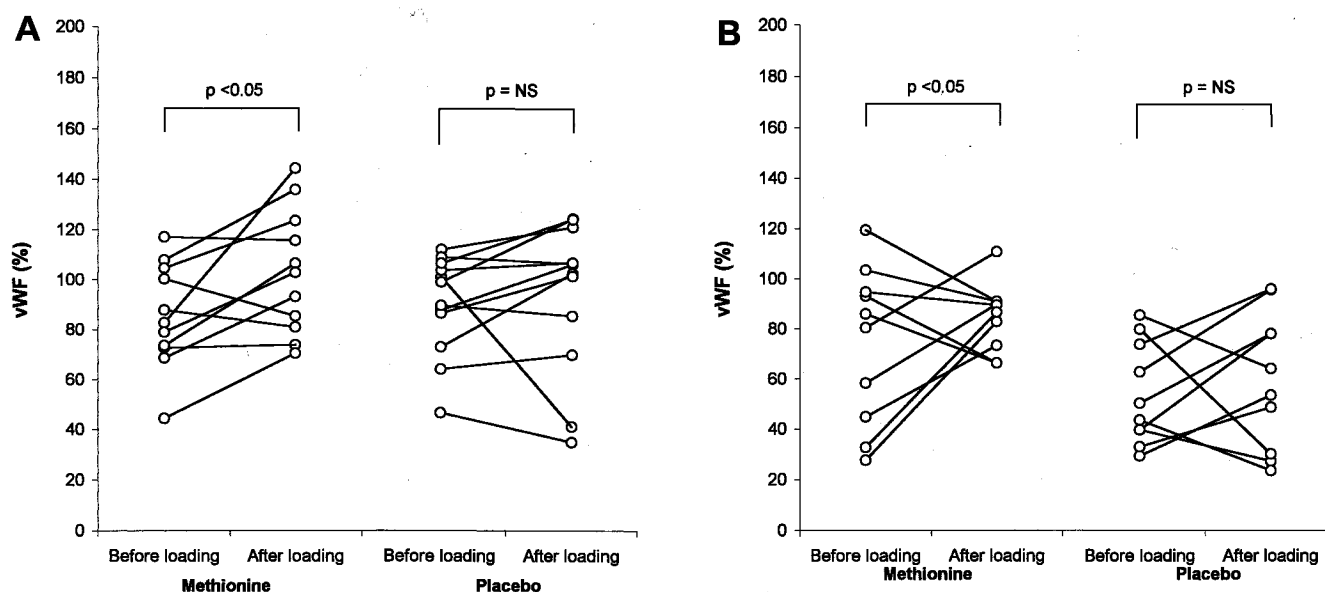 A
200
180
160
140
120
100
80
60
40
20
0
vWF (%)
p <0.05
p = NS
Before loading After loading Before loading After loading
Methionine Placebo
B
200
180
160
140
120
100
80
60
40
20
0
vWF (%)
p <0.05
p = NS
Before loading After loading Before loading After loading
Methionine Placebo